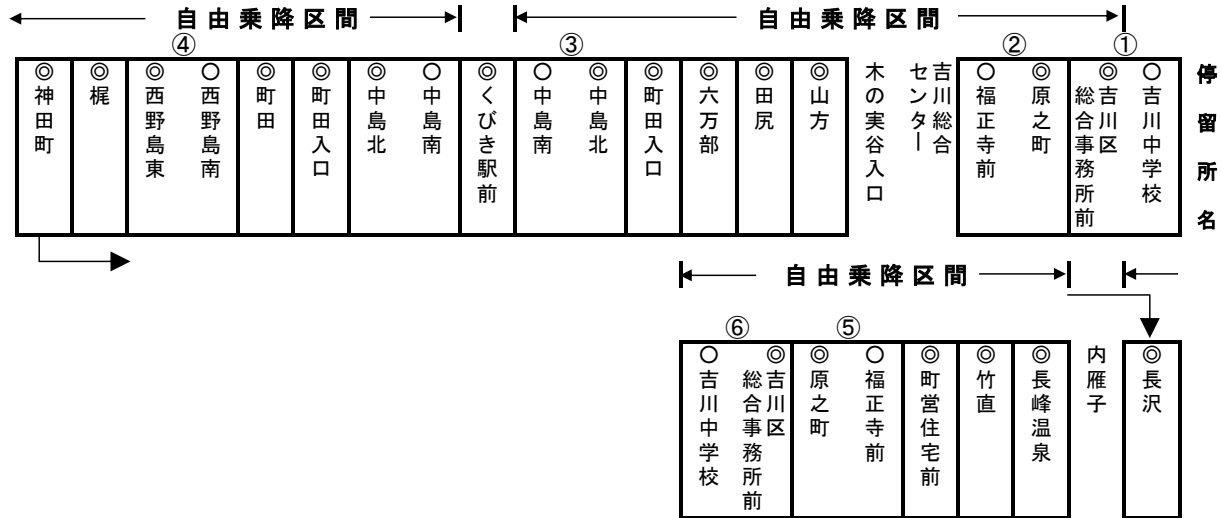 自由乗降区間
自由乗降区間
④
③
②
①
停留所名
○吉川中学校
◎吉川区
総合事務所前
◎原之町
○福正寺前
吉川総合
センター
木の実谷入口
◎山方
◎田尻
◎六万部
◎町田入口
◎中島北
○中島南
◎くびき駅前
○中島南
◎中島北
◎町田入口
◎町田
○西野島南
◎西野島東
◎梶
◎神田町
自由乗降区間
⑥
⑤
◎長沢
内雁子
◎長峰温泉
◎竹直
◎町営住宅前
○福正寺前
◎原之町
◎吉川区
総合事務所前
○吉川中学校